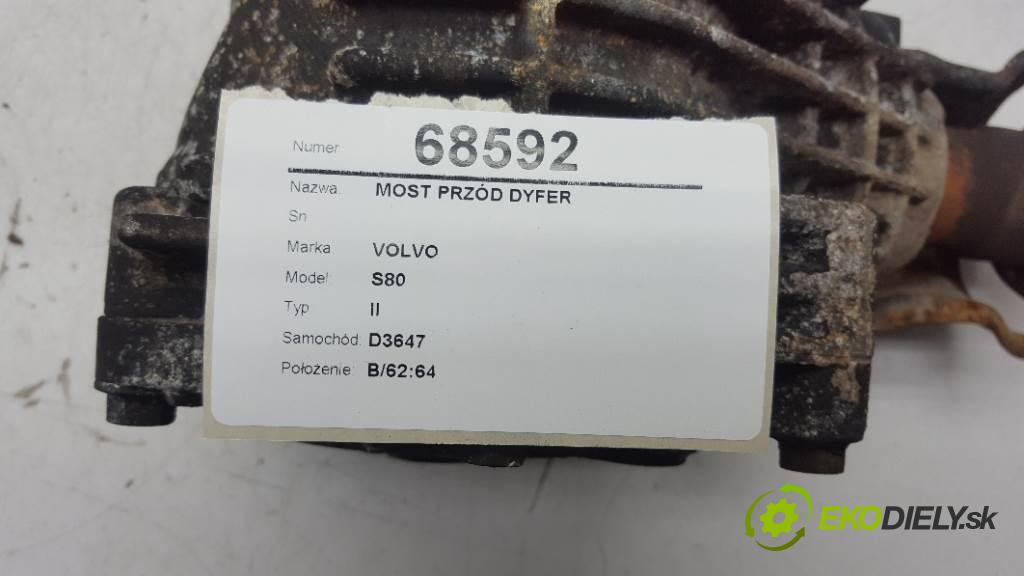 Numer 68592
Nazwa. MOST PRZÓD DYFER
Sn
Marka VOLVO
Model: S80
Typ II
Samochód: D3647
Położenie: B/62:64
EKODIELY.sk